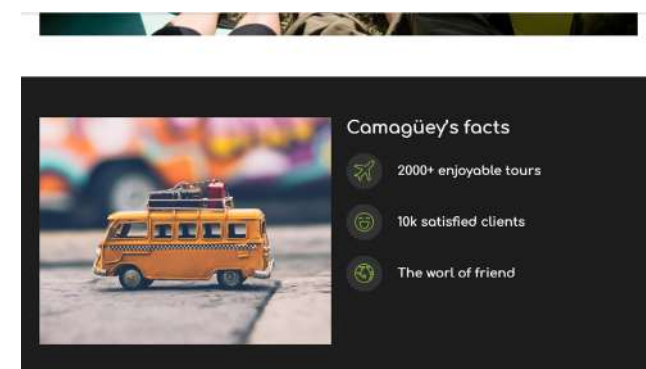 Camagüey's facts
2000+ enjoyable tours
10k satisfied clients
The worl of friend